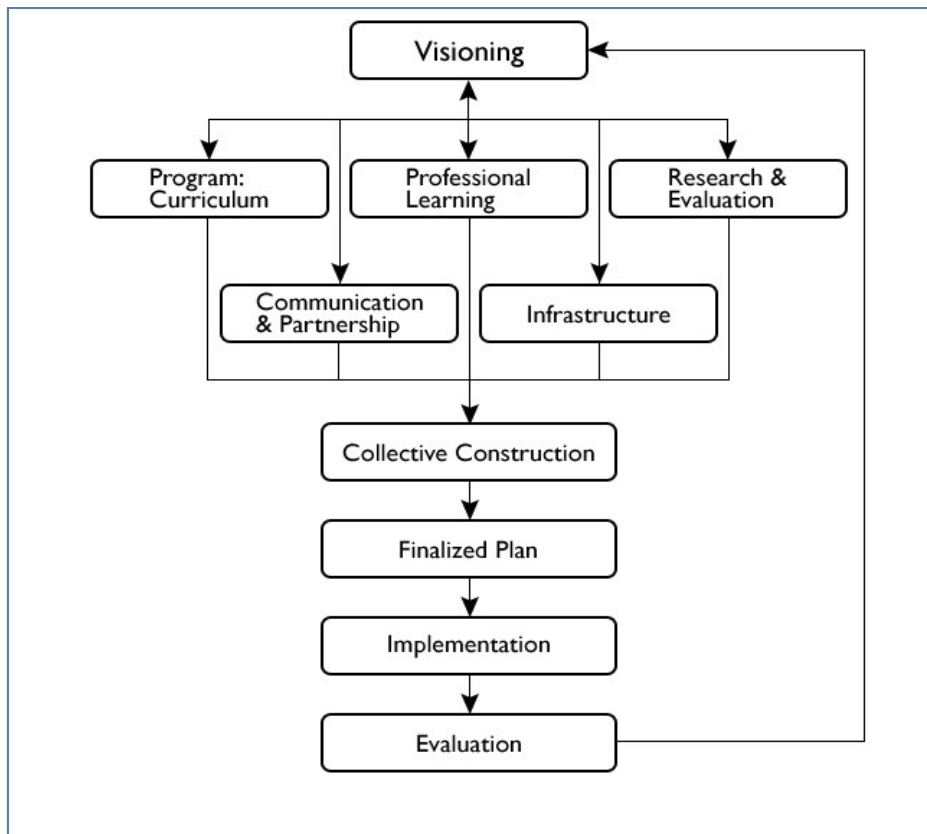 Visioning
Program:
Curriculum
Professional
Learning
Research &
Evaluation
Communication
& Partnership
Infrastructure
Collective Construction
Finalized Plan
Implementation
Evaluation